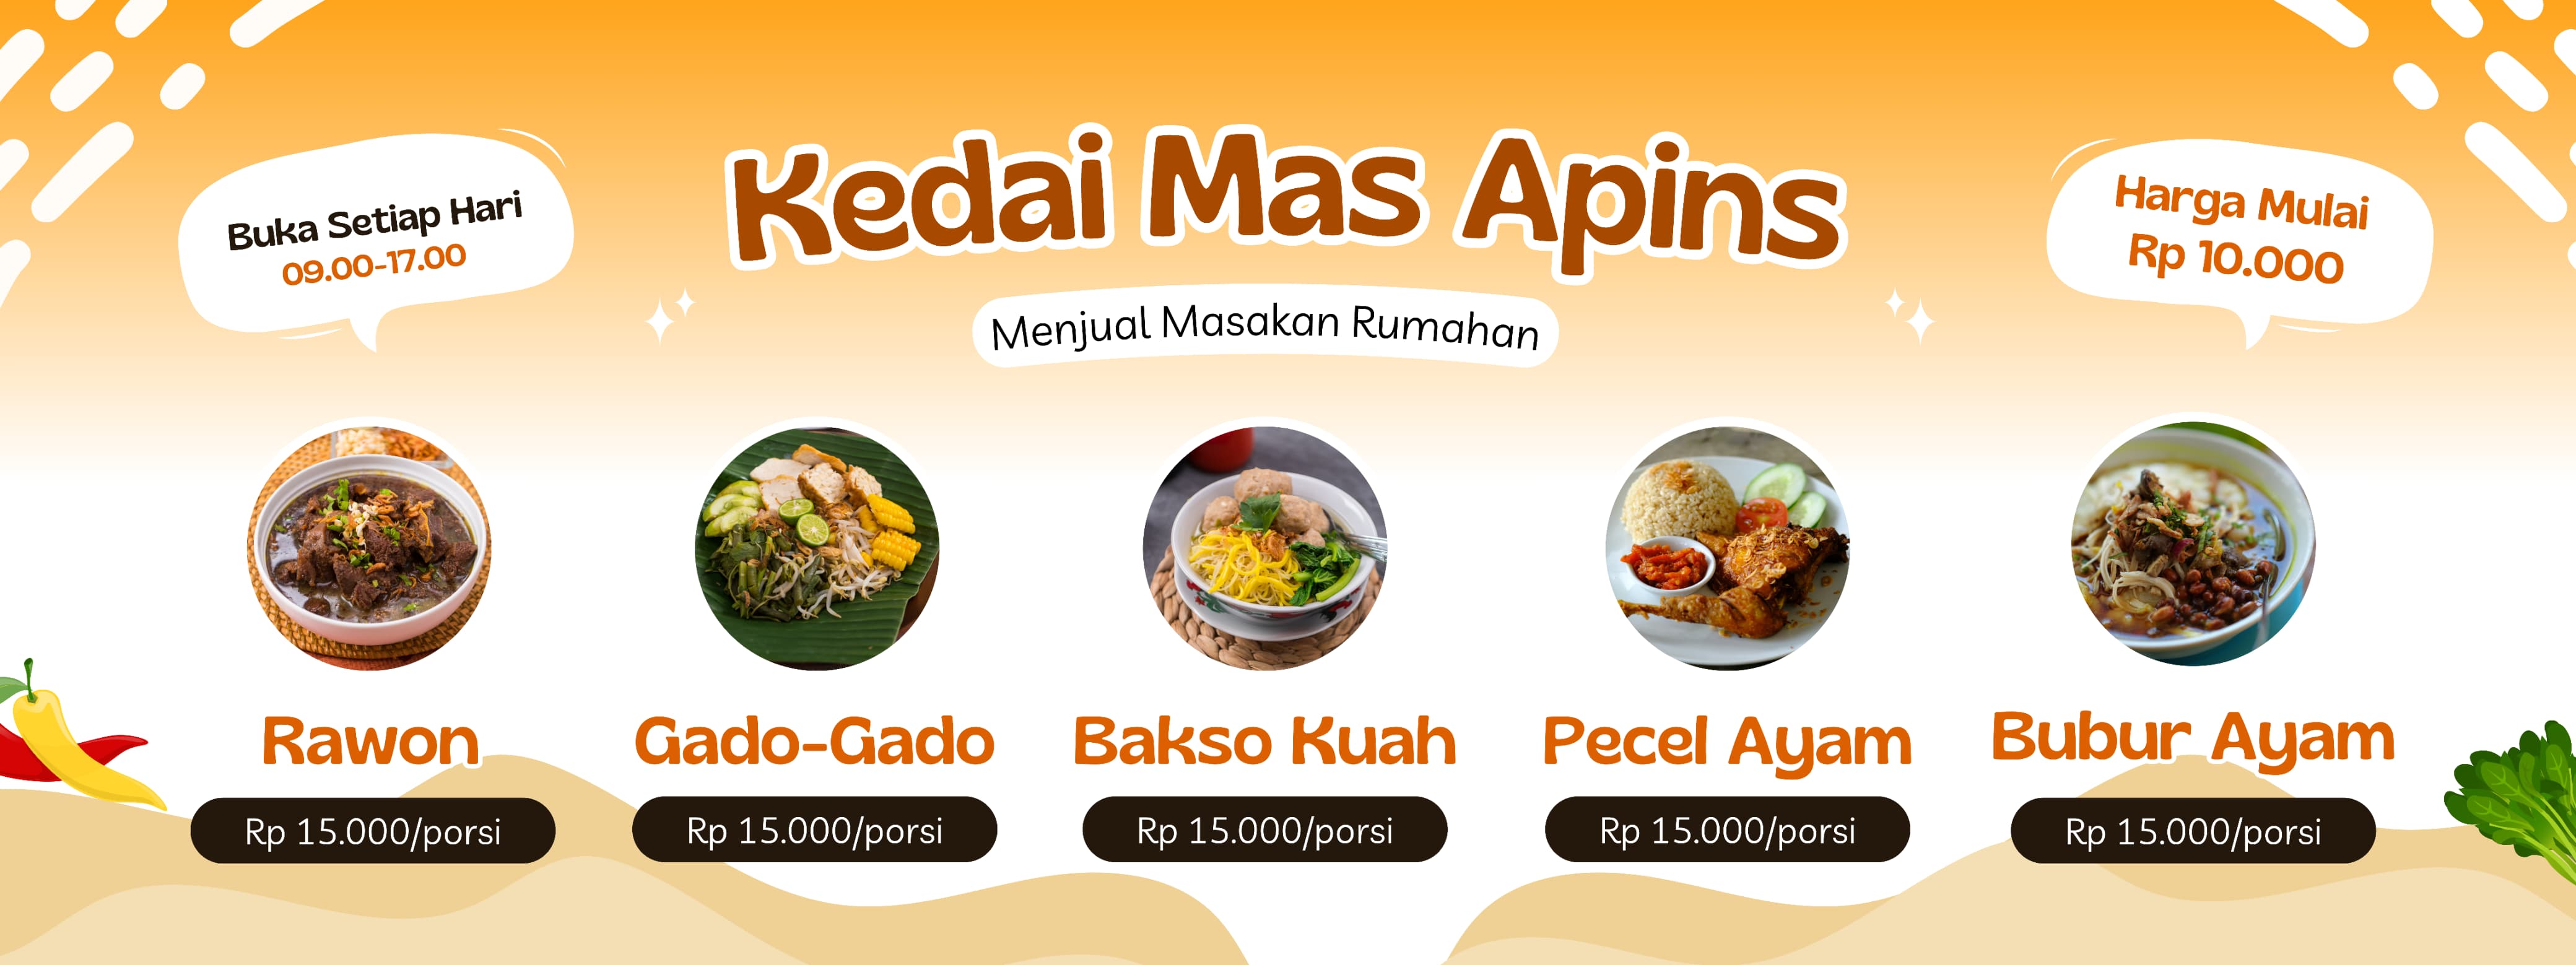 Kedai Mas Apins
Menjual Masakan Rumahan
Buka Setiap Hari
09.00-17.00
Harga Mulai
Rp 10.000
Rawon
Rp 15.000/porsi
Gado-Gado
Rp 15.000/porsi
Bakso Kuah
Rp 15.000/porsi
Pecel Ayam
Rp 15.000/porsi
Bubur Ayam
Rp 15.000/porsi